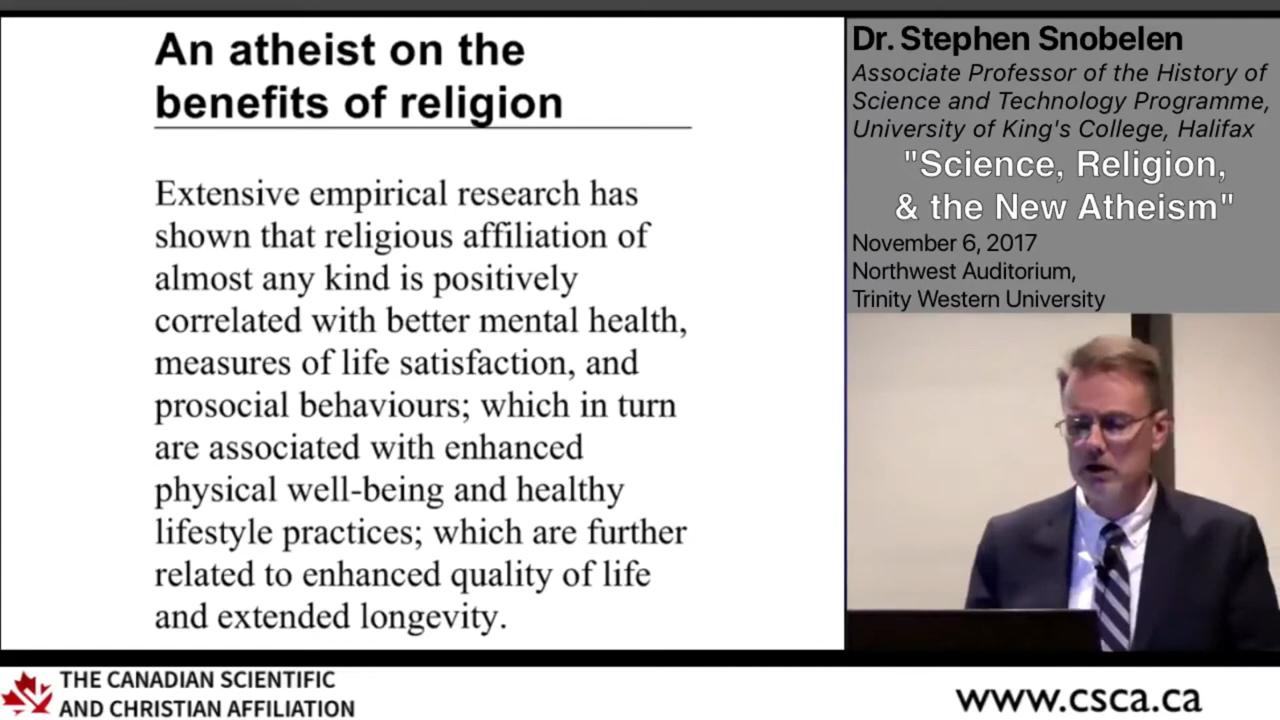 An atheist on the
benefits of religion
Extensive empirical research has
shown that religious affiliation of
almost any kind is positively
correlated with better mental health,
measures of life satisfaction, and
prosocial behaviours; which in turn
are associated with enhanced
physical well-being and healthy
lifestyle practices; which are further
related to enhanced quality of life
and extended longevity.
Dr. Stephen Snobelen
Associate Professor of the History of
Science and Technology Programme,
University of King's College, Halifax
"Science, Religion,
& the New Atheism"
November 6, 2017
Northwest Auditorium,
Trinity Western University
THE CANADIAN SCIENTIFIC
AND CHRISTIAN AFFILIATION
www.csca.ca